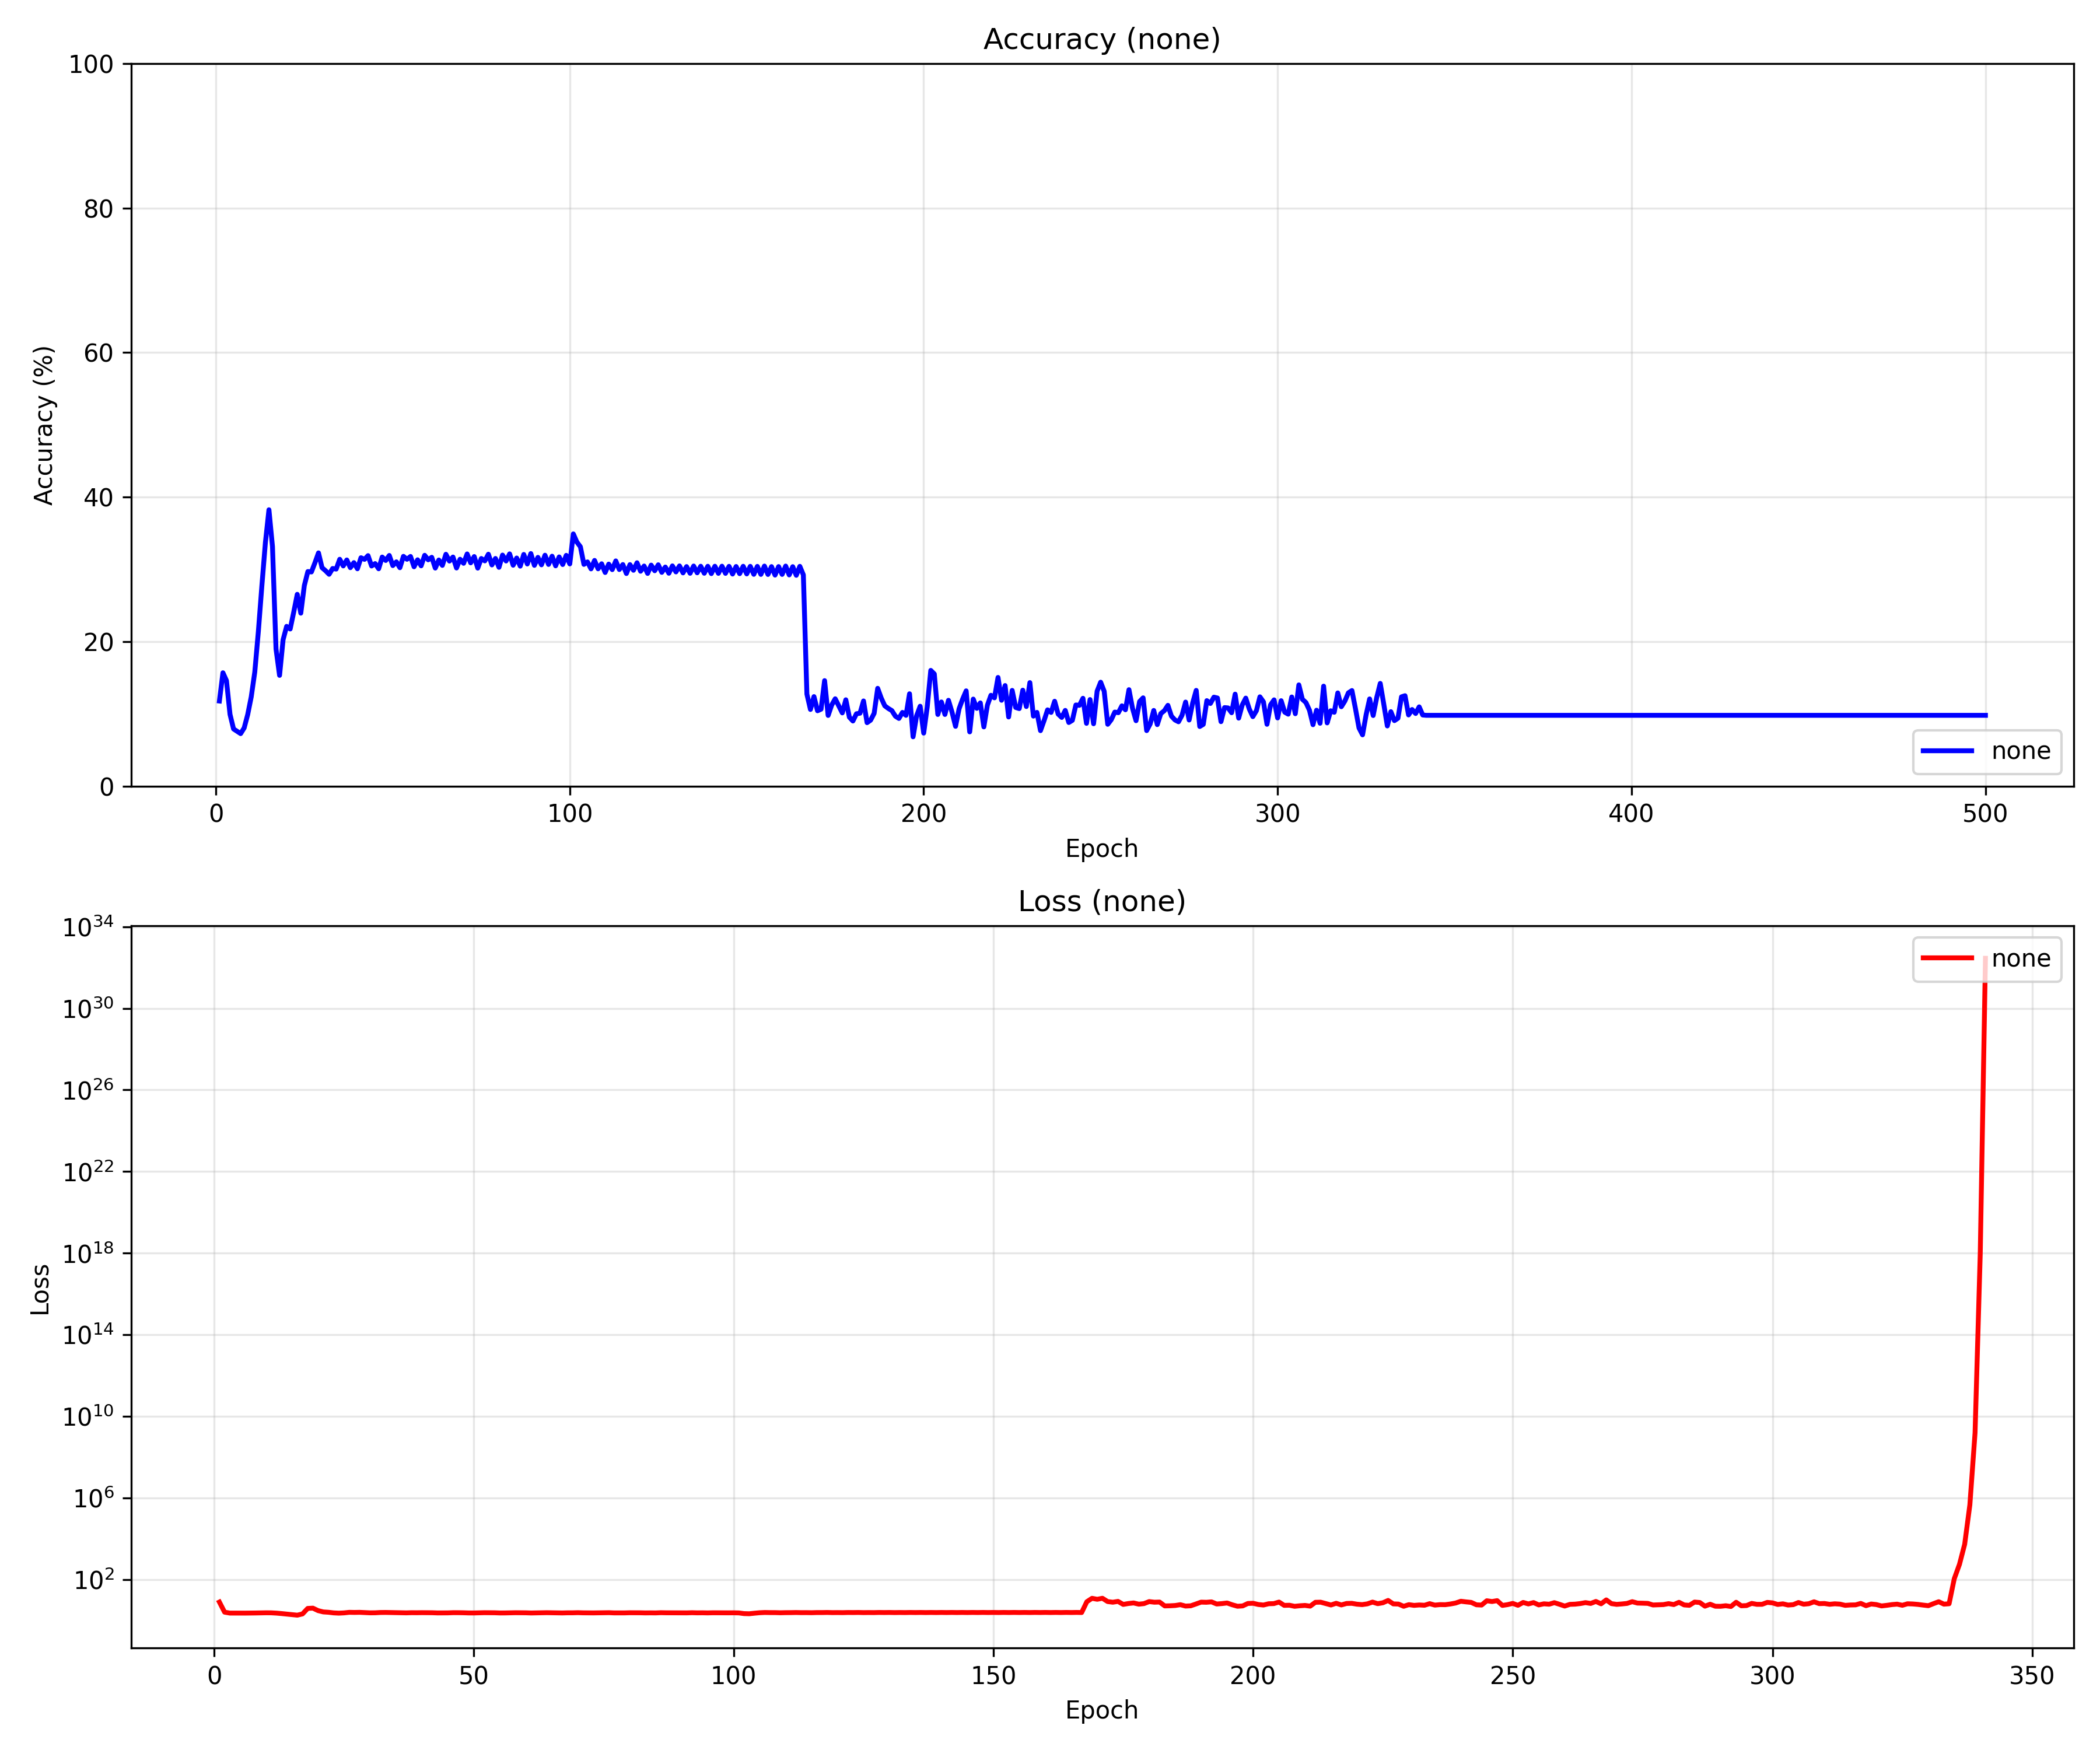 Accuracy (none)
100
80
60
40
20
0
Accuracy (%)
0 100 200 300 400 500
Epoch
none
Loss (none)
10^34
10^30
10^26
10^22
10^18
10^14
10^10
10^6
10^2
Loss
0 50 100 150 200 250 300 350
Epoch
none